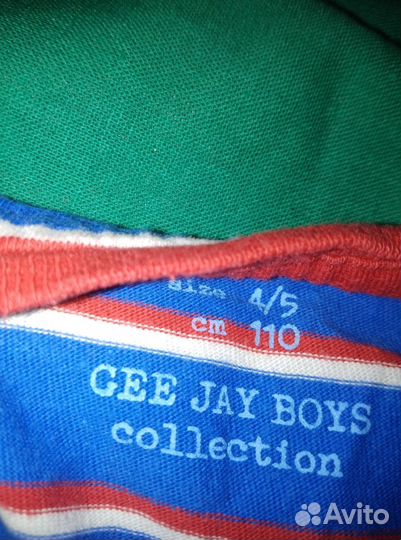 size 4/5
cm 110
GEE JAY BOYS
collection
Avito